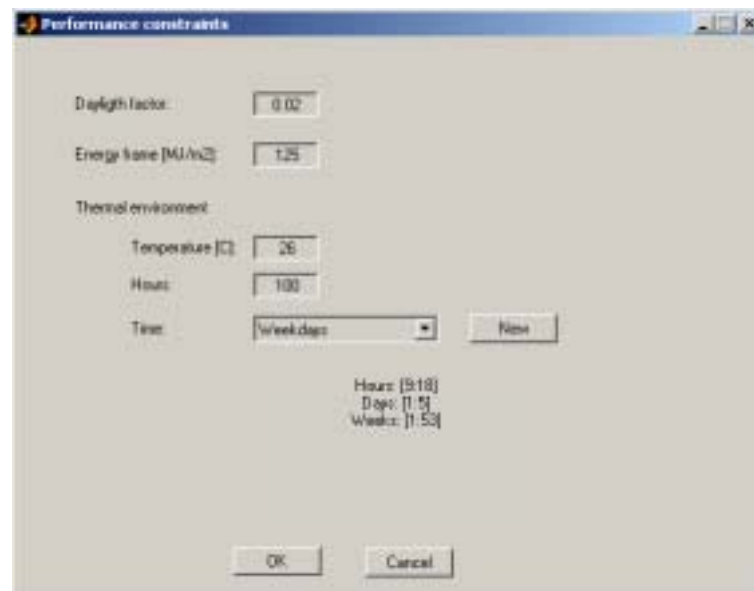 Performance constraints
Dayligth factor: 0.02
Energy frame [MJ/m2]: 125
Thermal environment
Temperature [C]: 26
Hours: 100
Time: Weekdays New
Hours: [9:18]
Days: [1:5]
Weeks: [1:53]
OK Cancel